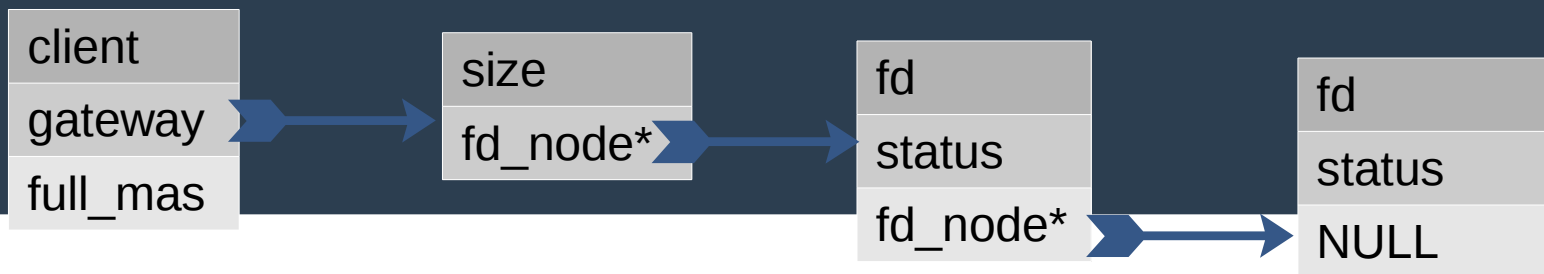 client
gateway
full_mas
size
fd_node*
fd
status
fd_node*
fd
status
NULL